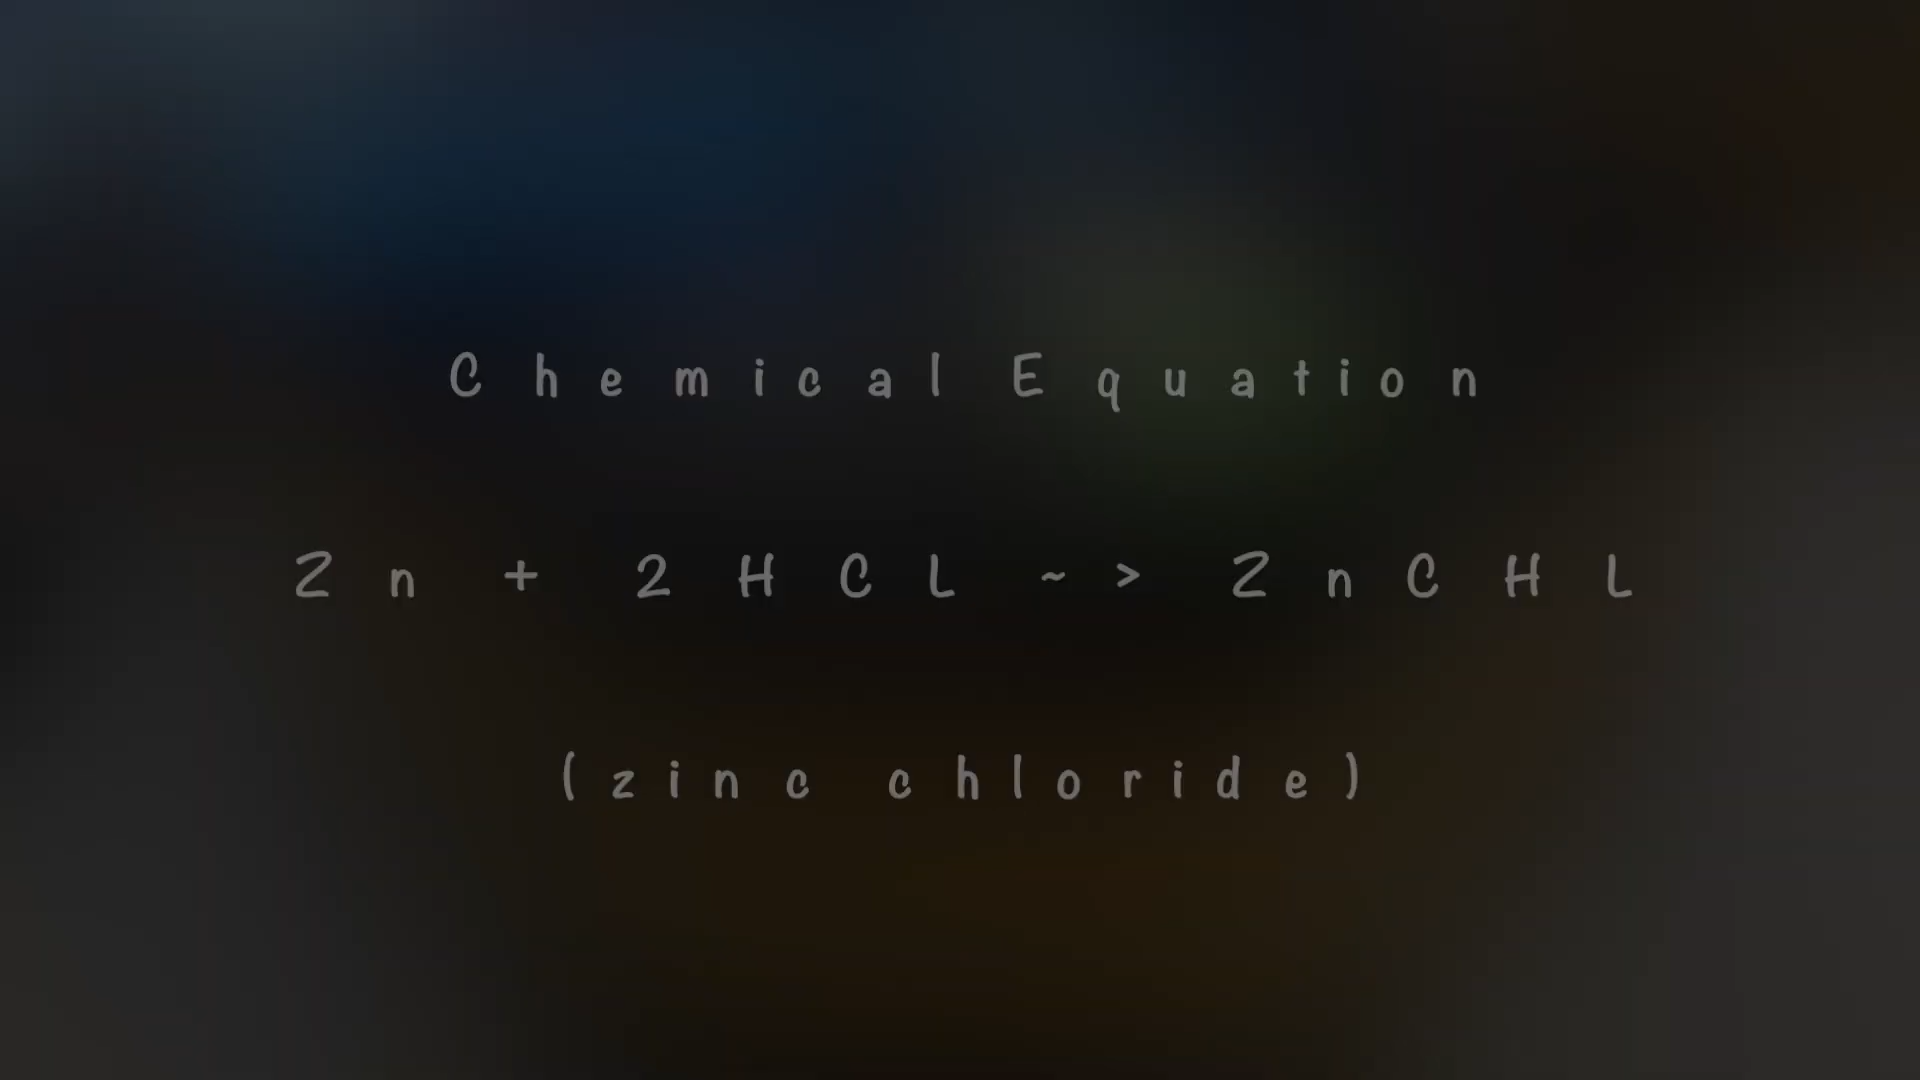 Chemical Equation
Zn + 2HCL ~> ZnCHL
(zinc chloride)